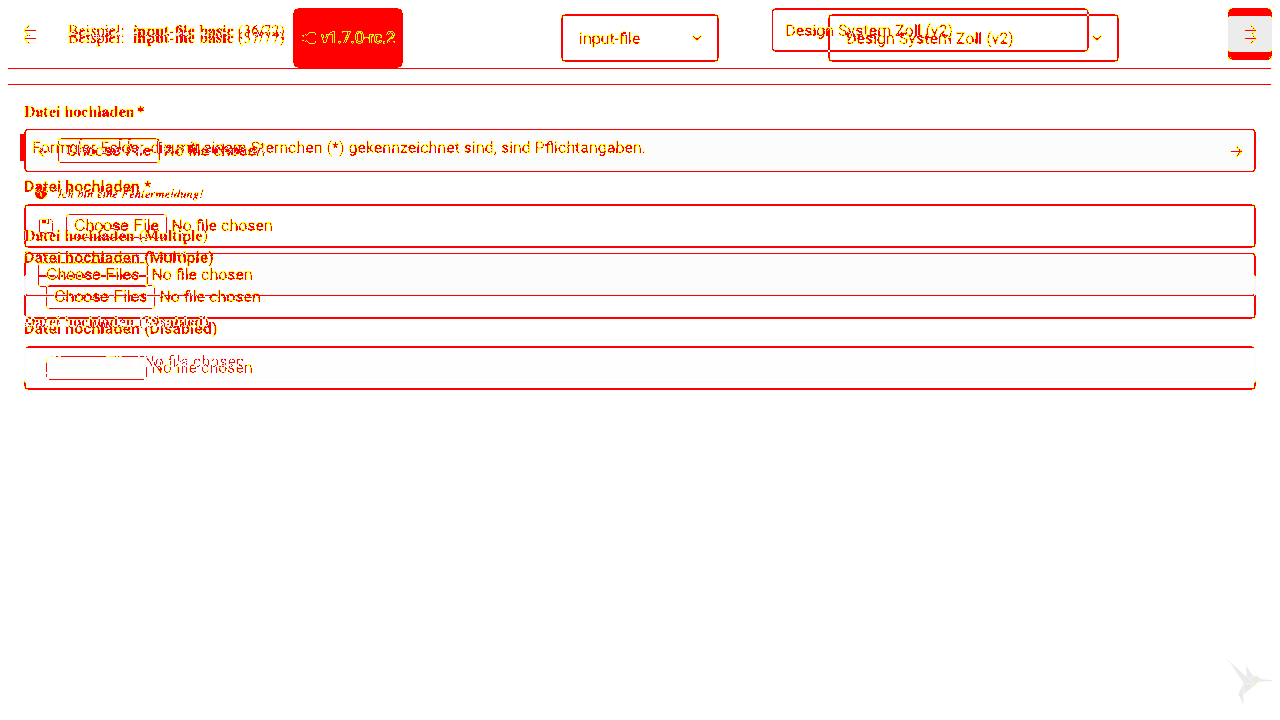 Beispiel: input-file basic (36/72)
Beispiel: input-file basic (37/77)
v1.7.0-rc.2
input-file
Design System Zoll (v2)
Design System Zoll (v2)
Datei hochladen *
Formular Felder, die mit einem Sternchen (*) gekennzeichnet sind, sind Pflichtangaben.
Choose File No file chosen
Datei hochladen *
Ich bin eine Fehlermeldung!
Choose File No file chosen
Datei hochladen (Multiple)
Datei hochladen (Multiple)
Choose Files No file chosen
Choose Files No file chosen
Datei hochladen (Disabled)
Datei hochladen (Disabled)
No file chosen
No file chosen